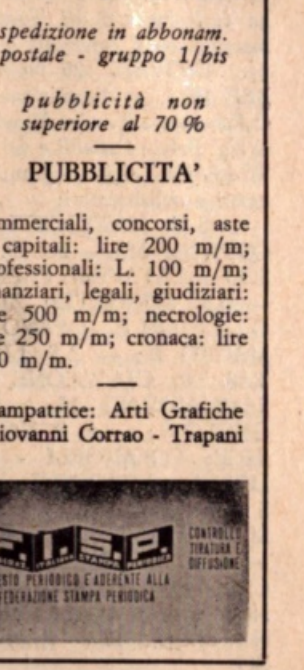 spedizione in abbonam.
postale - gruppo 1/bis
pubblicità non
superiore al 70 %
PUBBLICITA'
mmerciali, concorsi, aste
capitali: lire 200 m/m;
ofessionali: L. 100 m/m;
nanziari, legali, giudiziari:
e 500 m/m; necrologie:
e 250 m/m; cronaca: lire
0 m/m.
ampatrice: Arti Grafiche
iovanni Corrao - Trapani
F.I.S.P.
CONTROLLO
TIRATURA E
DIFFUSIONE
STO PERIODICO E' ADERENTE ALLA
FEDERAZIONE STAMPA PERIODICA